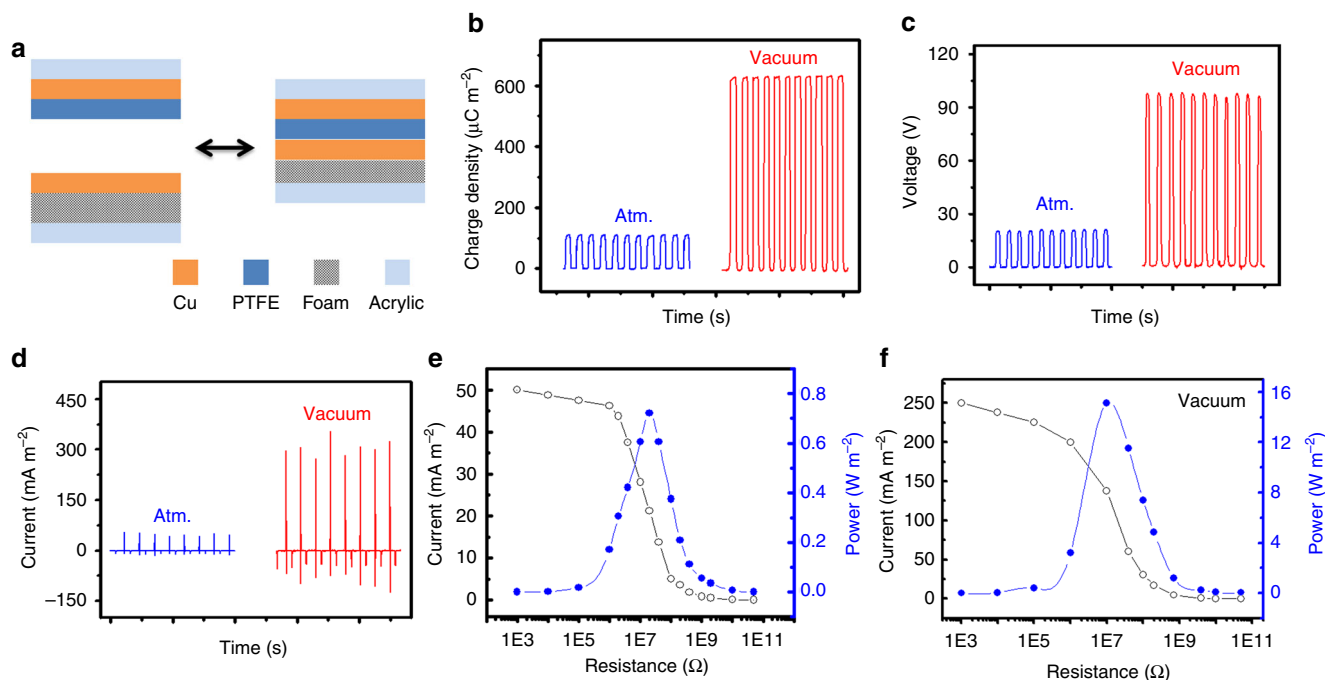 a
Cu PTFE Foam Acrylic
b
Charge density (μC m⁻²)
600
400
200
0
Atm.
Vacuum
Time (s)
c
Voltage (V)
120
90
60
30
0
Atm.
Vacuum
Time (s)
d
Current (mA m⁻²)
450
300
150
0
−150
Atm.
Vacuum
Time (s)
e
Current (mA m⁻²)
50
40
30
20
10
0
0.8
0.6
0.4
0.2
0.0
Power (W m⁻²)
1E3 1E5 1E7 1E9 1E11
Resistance (Ω)
f
Vacuum
Current (mA m⁻²)
250
200
150
100
50
0
16
12
8
4
0
Power (W m⁻²)
1E3 1E5 1E7 1E9 1E11
Resistance (Ω)